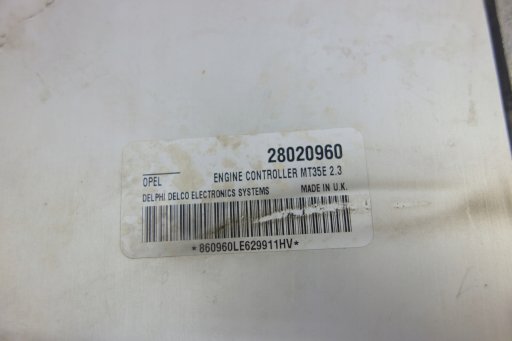 28020960
OPEL ENGINE CONTROLLER MT35E 2.3
DELPHI DELCO ELECTRONICS SYSTEMS MADE IN U.K.
*860960LE629911HV*